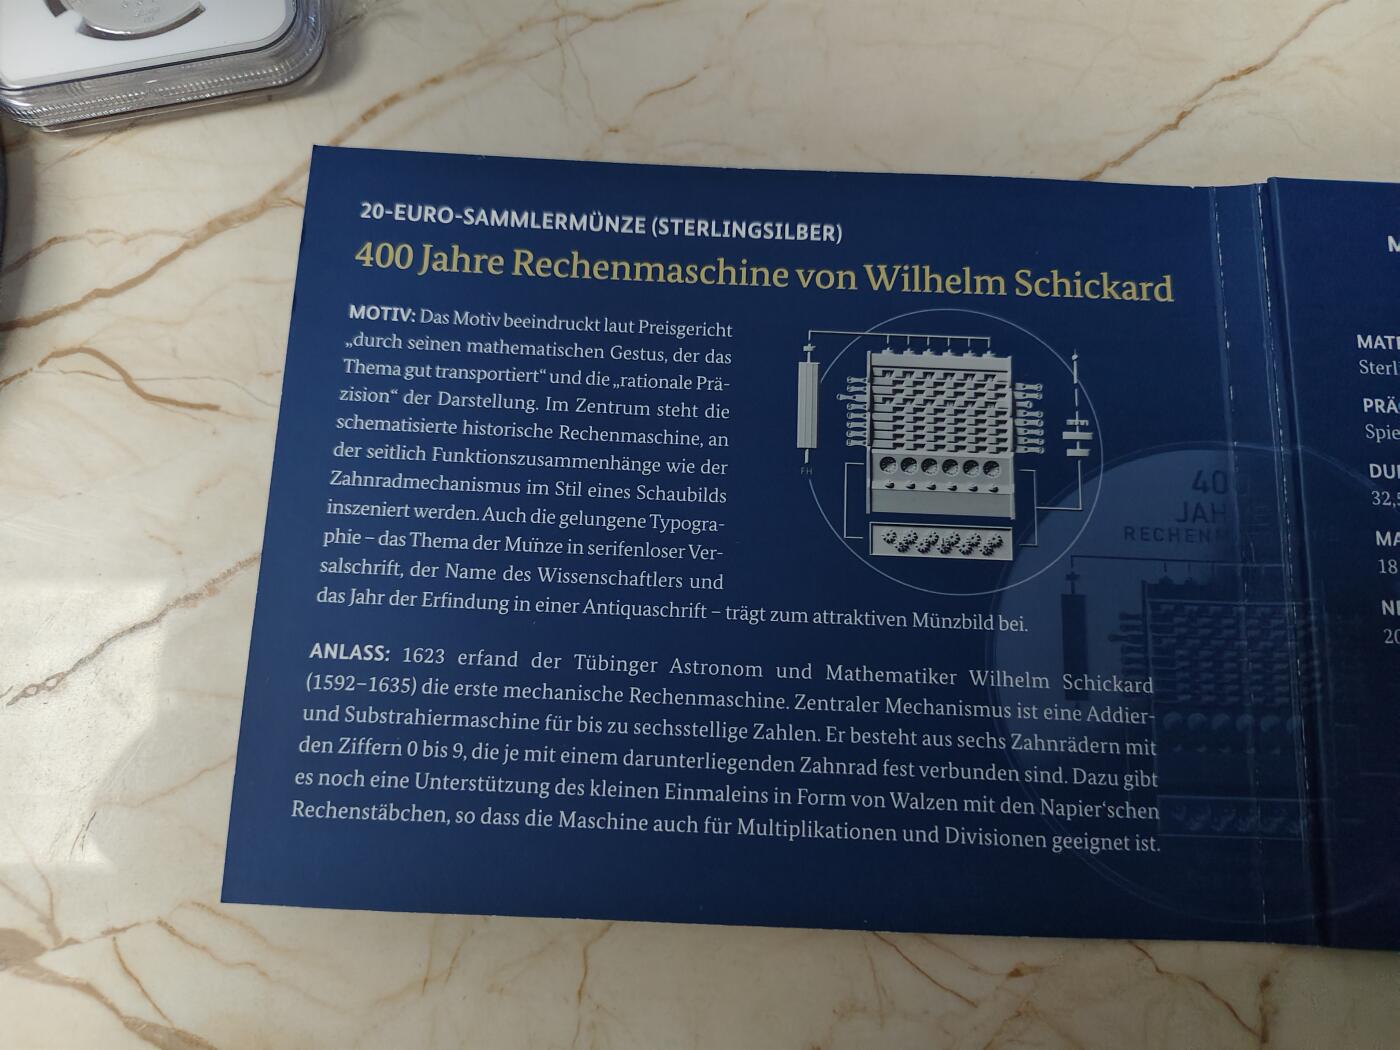 20-EURO-SAMMLERMÜNZE (STERLINGSILBER)
400 Jahre Rechenmaschine von Wilhelm Schickard
MOTIV: Das Motiv beeindruckt laut Preisgericht
„durch seinen mathematischen Gestus, der das
Thema gut transportiert“ und die „rationale Prä-
zision“ der Darstellung. Im Zentrum steht die
schematisierte historische Rechenmaschine, an
der seitlich Funktionszusammenhänge wie der
Zahnradmechanismus im Stil eines Schaubilds
inszeniert werden. Auch die gelungene Typogra-
phie – das Thema der Münze in serifenloser Ver-
salschrift, der Name des Wissenschaftlers und
das Jahr der Erfindung in einer Antiquaschrift – trägt zum attraktiven Münzbild bei.
FH
ANLASS: 1623 erfand der Tübinger Astronom und Mathematiker Wilhelm Schickard
(1592–1635) die erste mechanische Rechenmaschine. Zentraler Mechanismus ist eine Addier-
und Substrahiermaschine für bis zu sechsstellige Zahlen. Er besteht aus sechs Zahnrädern mit
den Ziffern 0 bis 9, die je mit einem darunterliegenden Zahnrad fest verbunden sind. Dazu gibt
es noch eine Unterstützung des kleinen Einmaleins in Form von Walzen mit den Napier‘schen
Rechenstäbchen, so dass die Maschine auch für Multiplikationen und Divisionen geeignet ist.
40
JAH
RECHENM
M
MATE
Sterli
PRÄ
Spie
DU
32,5
MA
18
NE
20